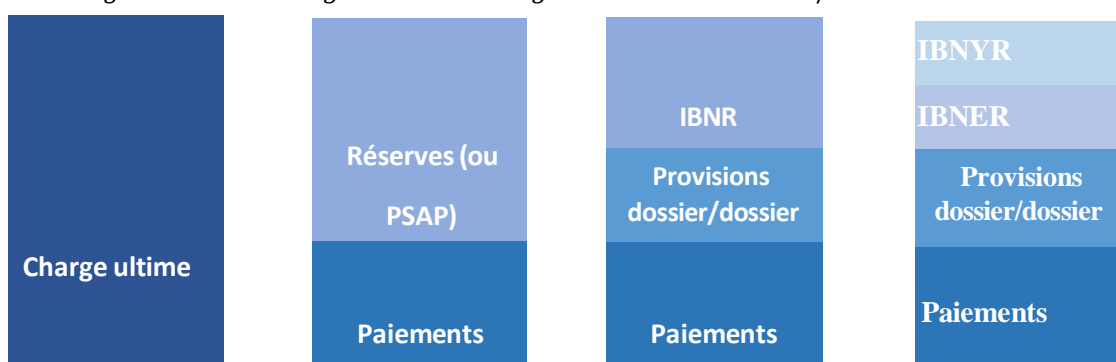 Charge ultime
Réserves (ou
PSAP)
Paiements
IBNR
Provisions
dossier/dossier
Paiements
IBNYR
IBNER
Provisions
dossier/dossier
Paiements